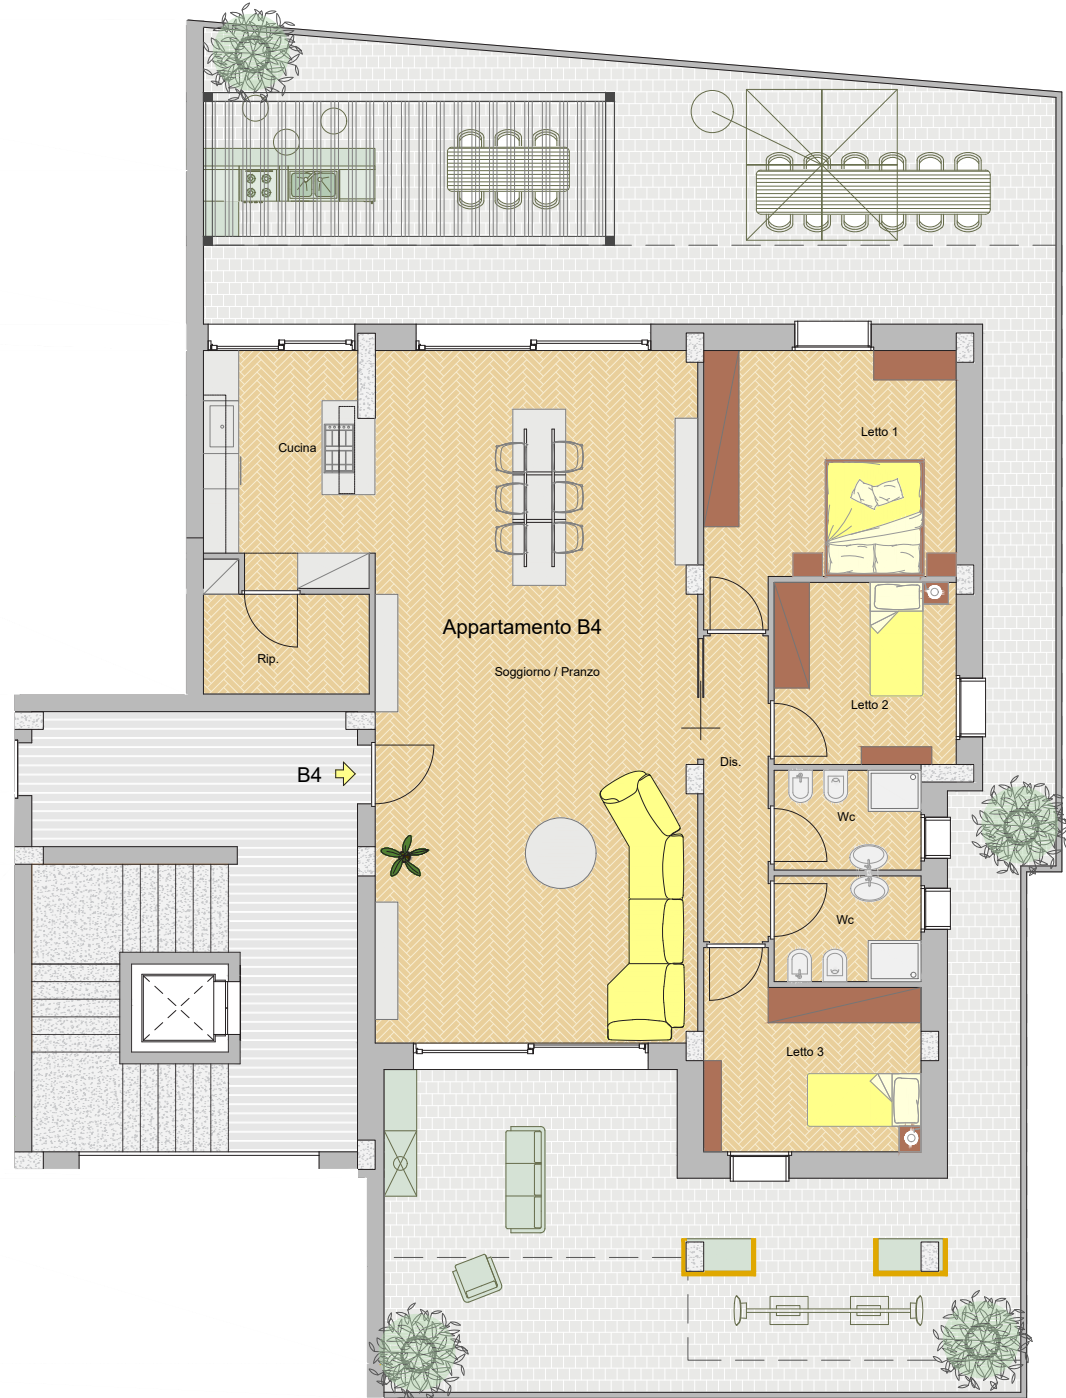 Cucina
Letto 1
Appartamento B4
Rip.
Soggiorno / Pranzo
Letto 2
Dis.
B4
Wc
Wc
Letto 3